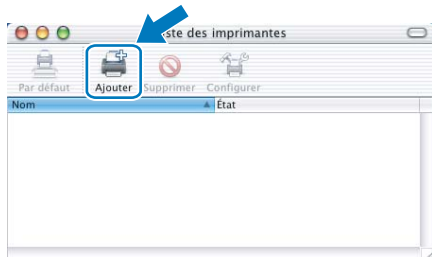 ste des imprimantes
Par défaut Ajouter Supprimer Configurer
Nom État